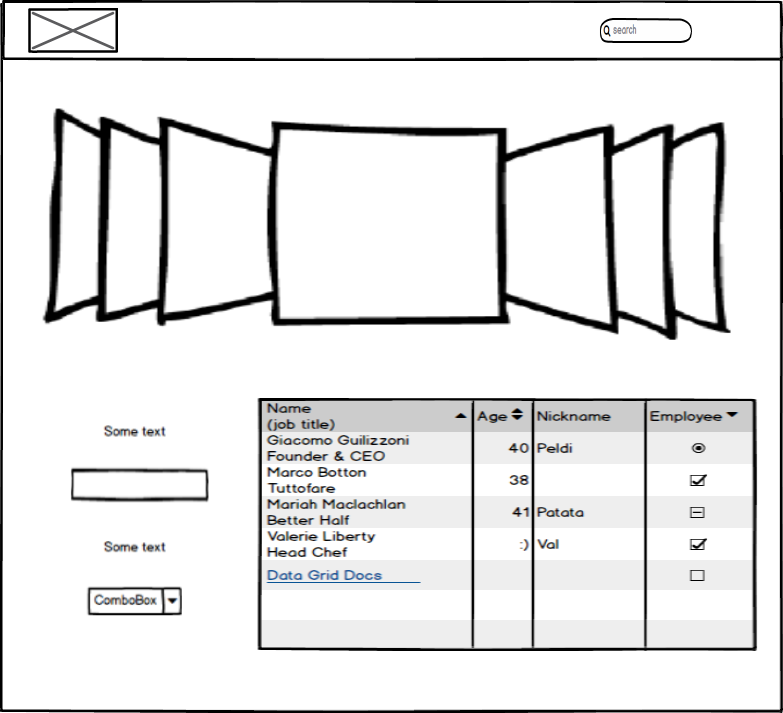 search
Some text
Some text
ComboBox
Name
(job title)
Age
Nickname
Employee
Giacomo Guilizzoni
Founder & CEO
40
Peldi
Marco Botton
Tuttofare
38
Mariah Maclachlan
Better Half
41
Patata
Valerie Liberty
Head Chef
:)
Val
Data Grid Docs